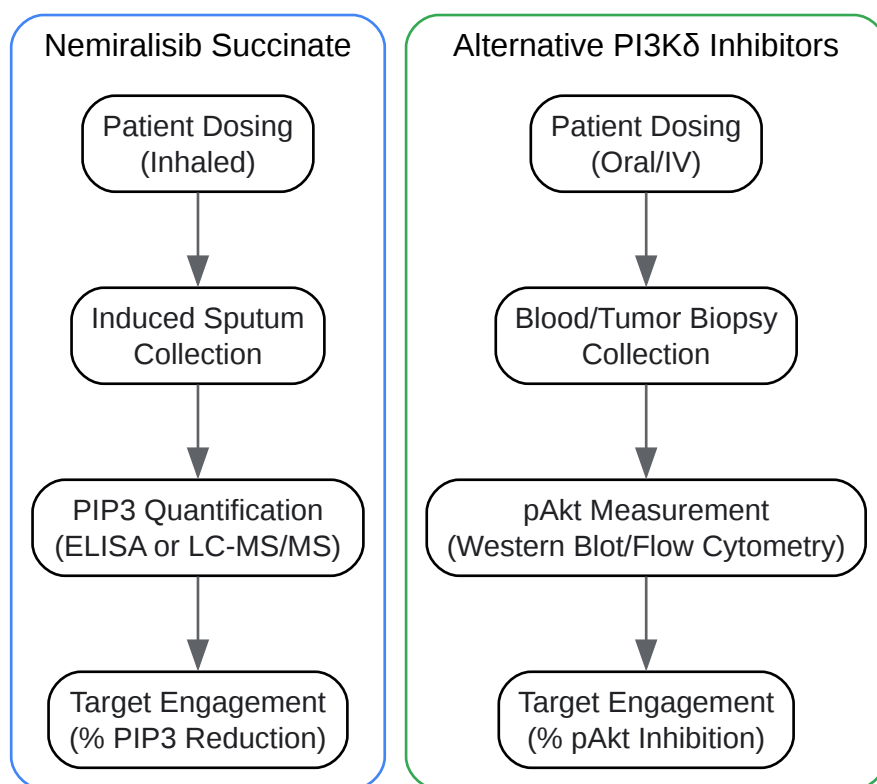 Nemiralisib Succinate
Patient Dosing
(Inhaled)
Induced Sputum
Collection
PIP3 Quantification
(ELISA or LC-MS/MS)
Target Engagement
(% PIP3 Reduction)
Alternative PI3Kδ Inhibitors
Patient Dosing
(Oral/IV)
Blood/Tumor Biopsy
Collection
pAkt Measurement
(Western Blot/Flow Cytometry)
Target Engagement
(% pAkt Inhibition)